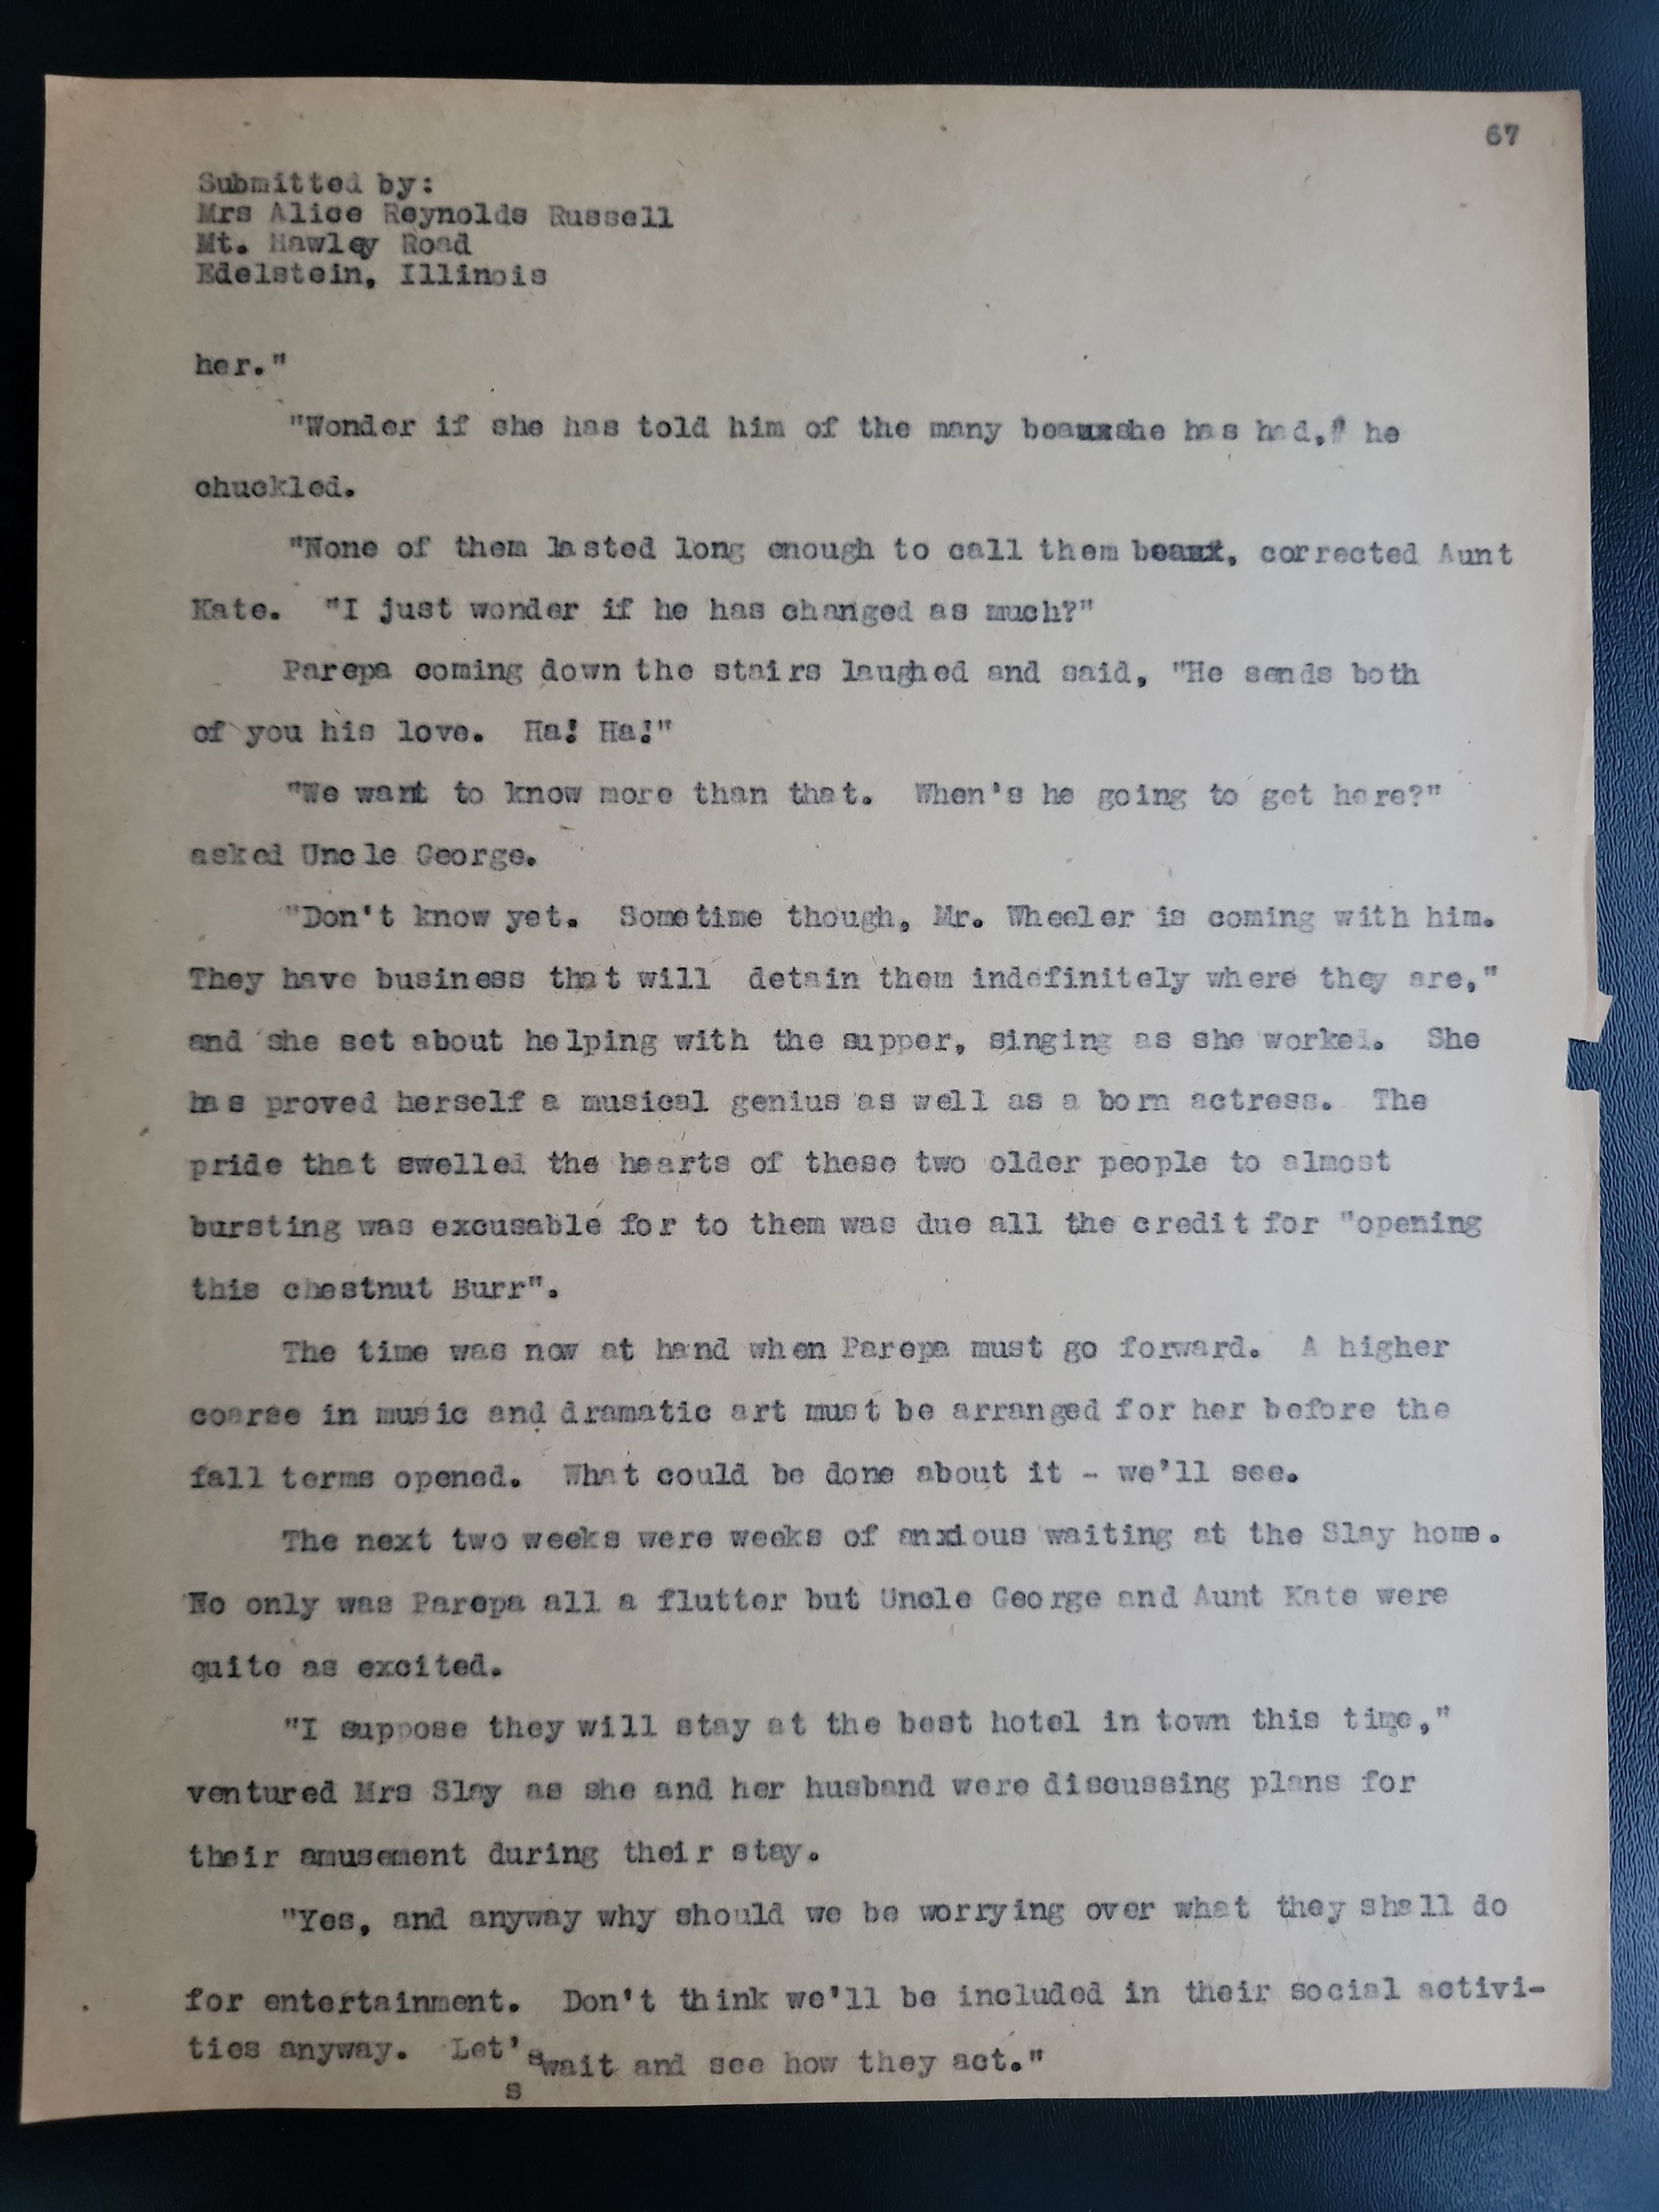 67
Submitted by:
Mrs Alice Reynolds Russell
Mt. Hawley Road
Edelstein, Illinois
her."
"Wonder if she has told him of the many beaux she has had," he
chuckled.
"None of them lasted long enough to call them beaux, corrected Aunt
Kate. "I just wonder if he has changed as much?"
Parepa coming down the stairs laughed and said, "He sends both
of you his love. Ha! Ha!"
"We want to know more than that. When's he going to get here?"
asked Uncle George.
"Don't know yet. Sometime though, Mr. Wheeler is coming with him.
They have business that will detain them indefinitely where they are,"
and she set about helping with the supper, singing as she worked. She
has proved herself a musical genius as well as a born actress. The
pride that swelled the hearts of these two older people to almost
bursting was excusable for to them was due all the credit for "opening
this chestnut Burr".
The time was now at hand when Parepa must go forward. A higher
coarse in music and dramatic art must be arranged for her before the
fall terms opened. What could be done about it - we'll see.
The next two weeks were weeks of anxious waiting at the Slay home.
No only was Parepa all a flutter but Uncle George and Aunt Kate were
quite as excited.
"I suppose they will stay at the best hotel in town this time,"
ventured Mrs Slay as she and her husband were discussing plans for
their amusement during their stay.
"Yes, and anyway why should we be worrying over what they shall do
for entertainment. Don't think we'll be included in their social activi-
ties anyway. Let's wait and see how they act."
s